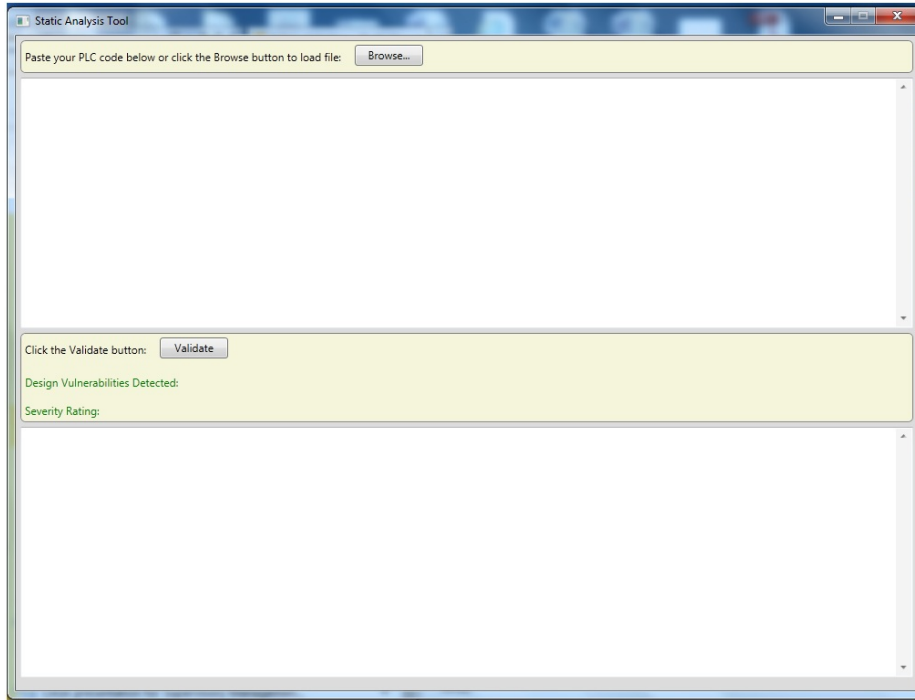 Static Analysis Tool
Paste your PLC code below or click the Browse button to load file: Browse...
Click the Validate button: Validate
Design Vulnerabilities Detected:
Severity Rating: